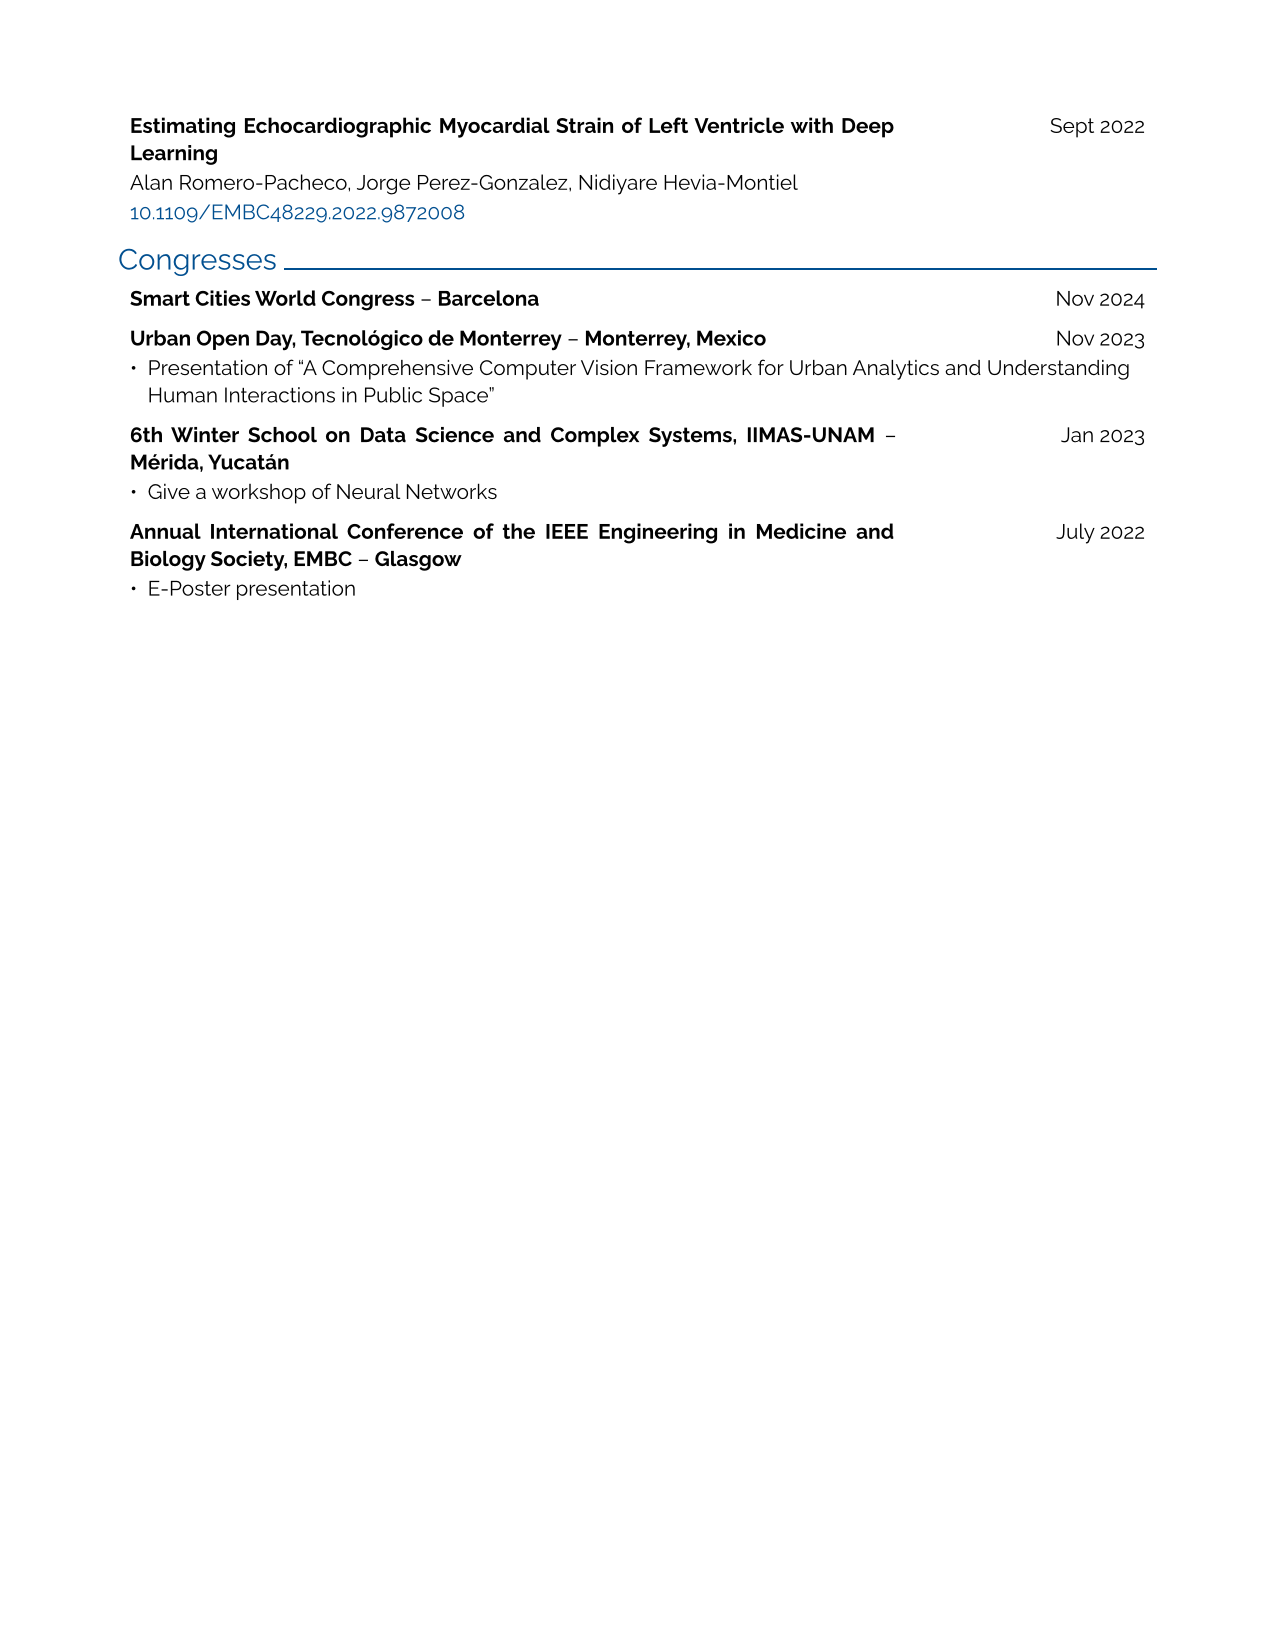 Estimating Echocardiographic Myocardial Strain of Left Ventricle with Deep Sept 2022
Learning
Alan Romero-Pacheco, Jorge Perez-Gonzalez, Nidiyare Hevia-Montiel
10.1109/EMBC48229.2022.9872008
Congresses
Smart Cities World Congress – Barcelona Nov 2024
Urban Open Day, Tecnológico de Monterrey – Monterrey, Mexico Nov 2023
• Presentation of “A Comprehensive Computer Vision Framework for Urban Analytics and Understanding
Human Interactions in Public Space”
6th Winter School on Data Science and Complex Systems, IIMAS-UNAM – Jan 2023
Mérida, Yucatán
• Give a workshop of Neural Networks
Annual International Conference of the IEEE Engineering in Medicine and July 2022
Biology Society, EMBC – Glasgow
• E-Poster presentation